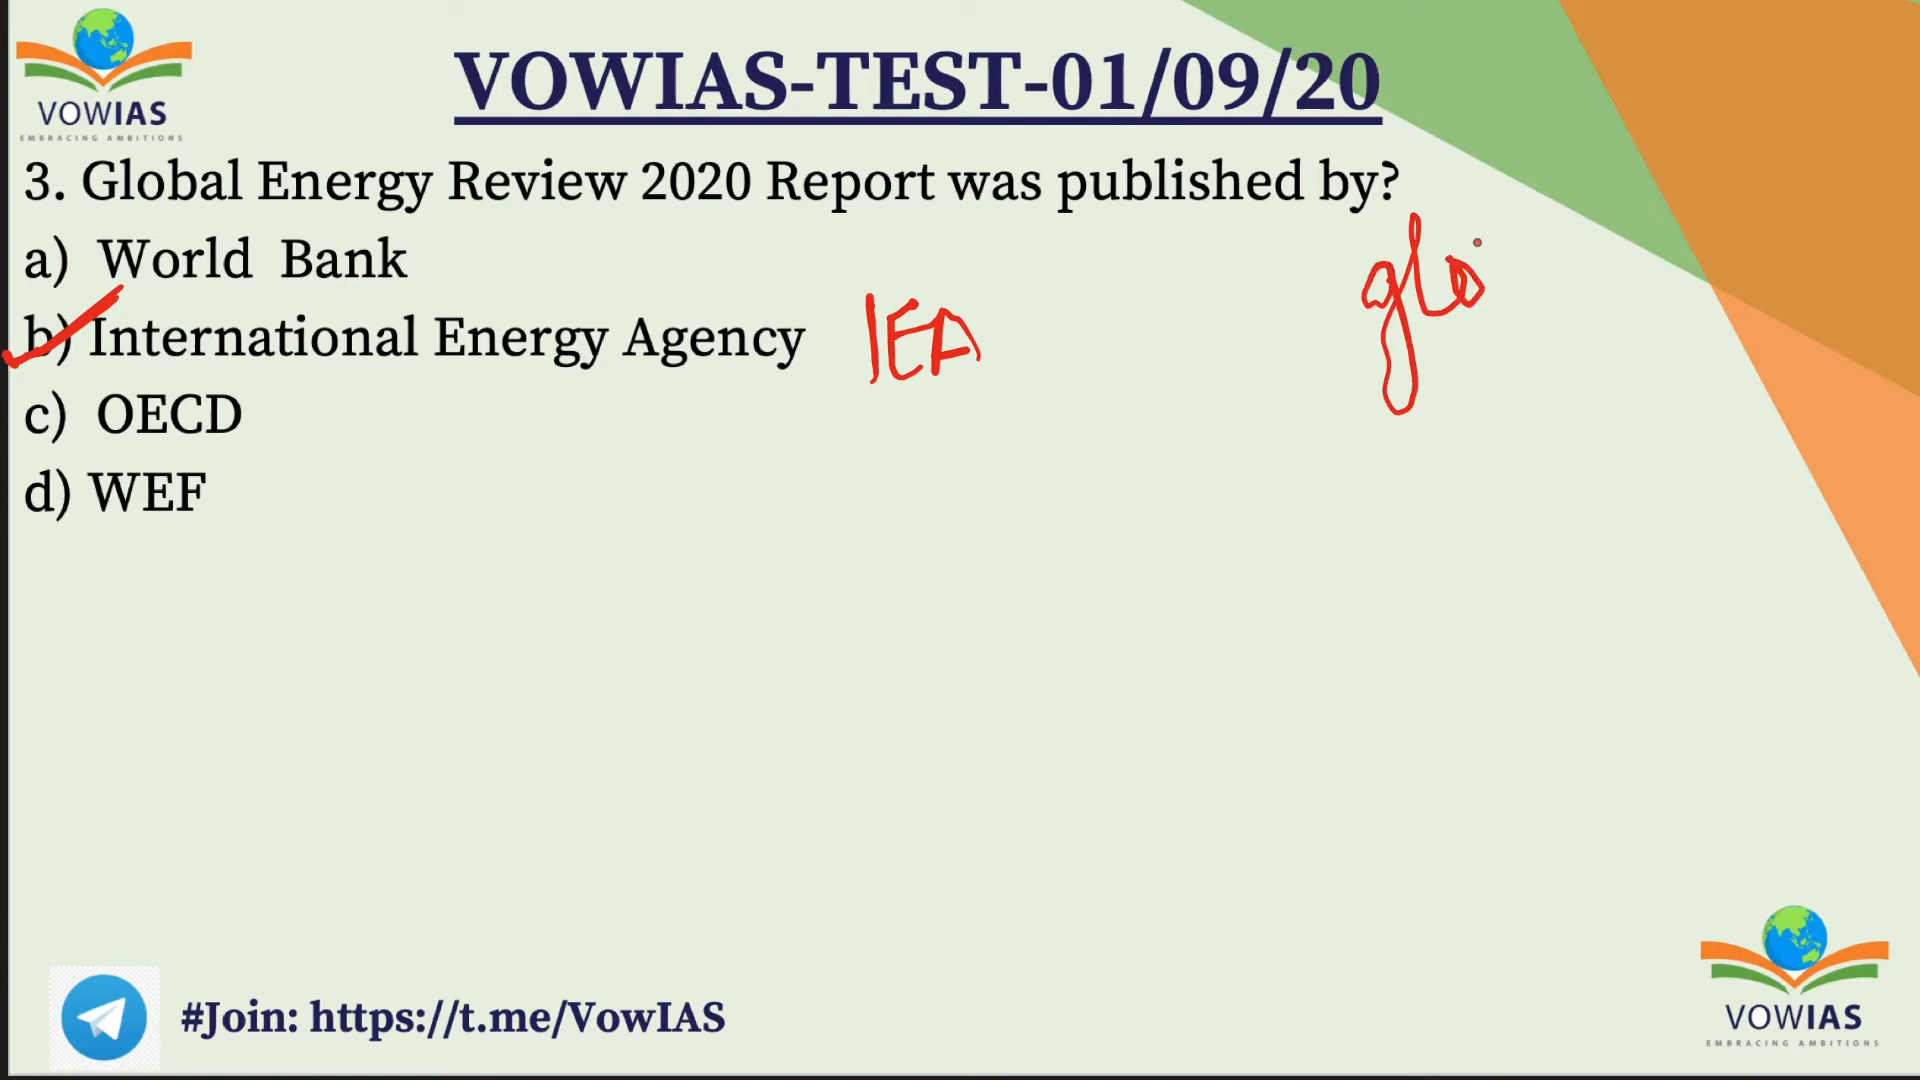 VOWIAS
EMBRACING AMBITIONS
VOWIAS-TEST-01/09/20
3. Global Energy Review 2020 Report was published by?
a) World Bank
b) International Energy Agency IEA
glo
c) OECD
d) WEF
#Join: https://t.me/VowIAS
VOWIAS
EMBRACING AMBITIONS